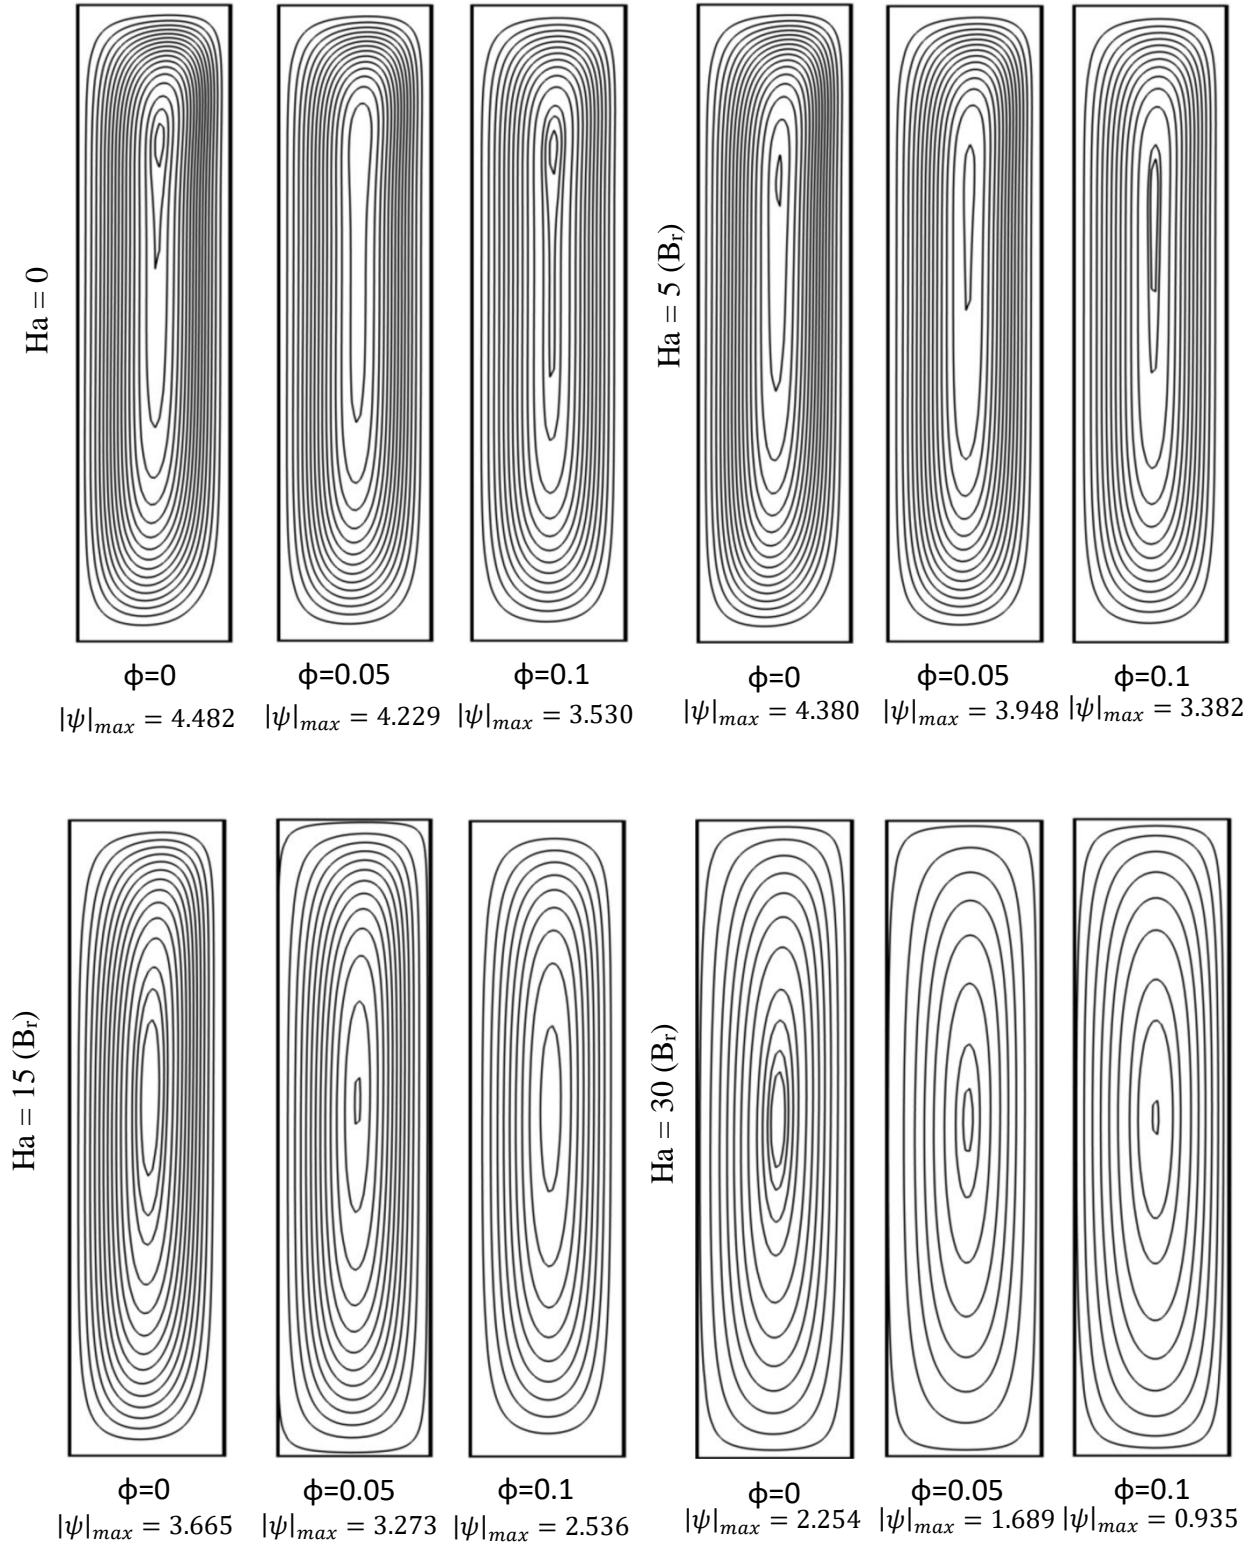 Ha = 0
ϕ=0
|ψ|max = 4.482
ϕ=0.05
|ψ|max = 4.229
ϕ=0.1
|ψ|max = 3.530
Ha = 5 (Br)
ϕ=0
|ψ|max = 4.380
ϕ=0.05
|ψ|max = 3.948
ϕ=0.1
|ψ|max = 3.382
Ha = 15 (Br)
ϕ=0
|ψ|max = 3.665
ϕ=0.05
|ψ|max = 3.273
ϕ=0.1
|ψ|max = 2.536
Ha = 30 (Br)
ϕ=0
|ψ|max = 2.254
ϕ=0.05
|ψ|max = 1.689
ϕ=0.1
|ψ|max = 0.935